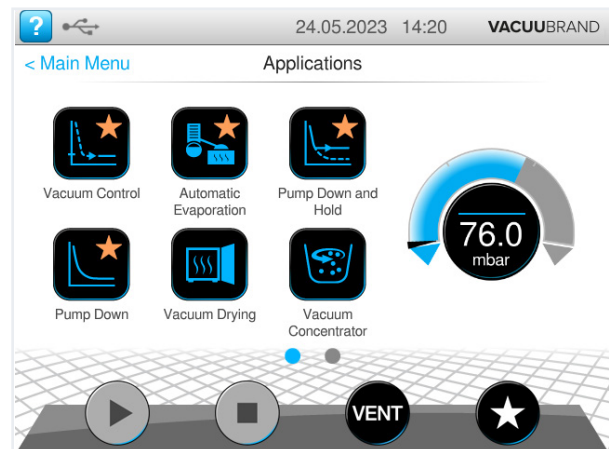 ?
24.05.2023 14:20
VACUUBRAND
< Main Menu
Applications
Vacuum Control
Automatic
Evaporation
Pump Down and
Hold
76.0
mbar
Pump Down
Vacuum Drying
Vacuum
Concentrator
VENT